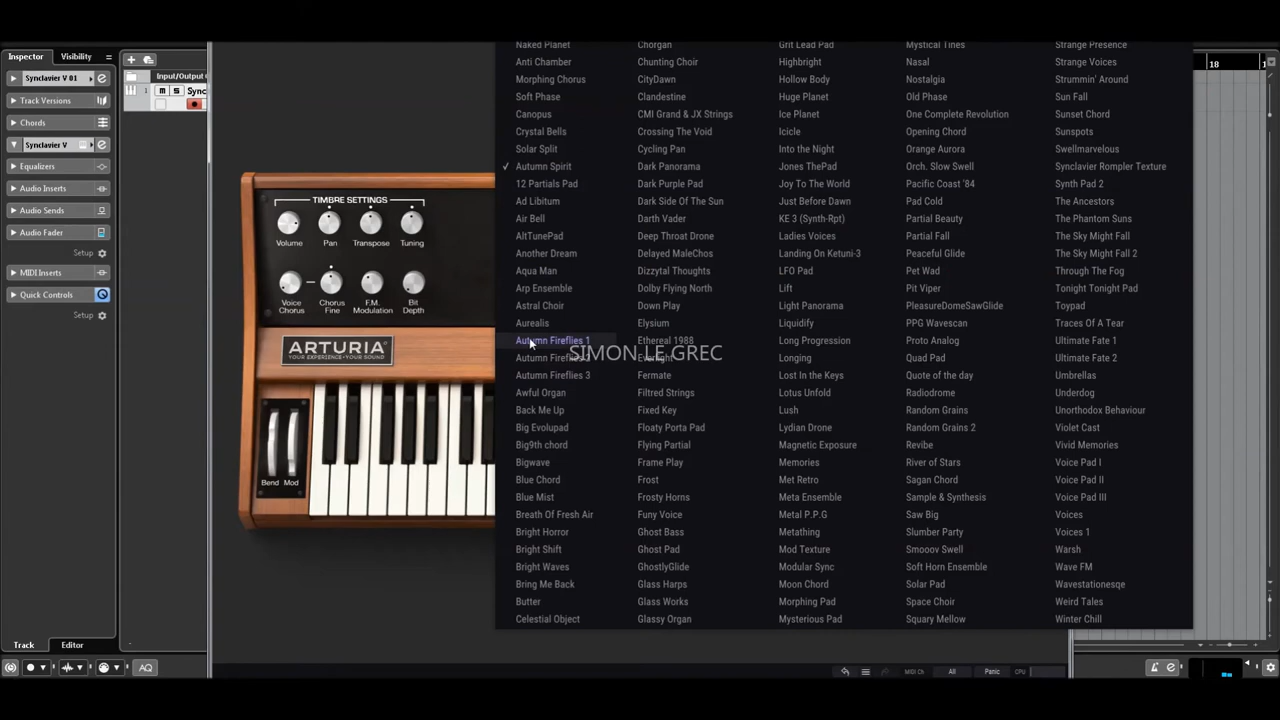 Inspector Visibility
Synclavier V 01
Track Versions
Chords
Synclavier V
Equalizers
Audio Inserts
Audio Sends
Audio Fader
Setup
MIDI Inserts
Quick Controls
Setup
Track Editor
AQ
Input/Output C
1 m S Sync
18 1
TIMBRE SETTINGS
Volume Pan Transpose Tuning
Voice Chorus
Chorus Fine
F.M. Modulation
Bit Depth
ARTURIA
YOUR EXPERIENCE • YOUR SOUND
Bend Mod
Naked Planet
Anti Chamber
Morphing Chorus
Soft Phase
Canopus
Crystal Bells
Solar Split
✓ Autumn Spirit
12 Partials Pad
Ad Libitum
Air Bell
AltTunePad
Another Dream
Aqua Man
Arp Ensemble
Astral Choir
Aurealis
Autumn Fireflies 1
Autumn Fireflies 2
Autumn Fireflies 3
Awful Organ
Back Me Up
Big Evolupad
Big9th chord
Bigwave
Blue Chord
Blue Mist
Breath Of Fresh Air
Bright Horror
Bright Shift
Bright Waves
Bring Me Back
Butter
Celestial Object
Chorgan
Chunting Choir
CityDawn
Clandestine
CMI Grand & JX Strings
Crossing The Void
Cycling Pan
Dark Panorama
Dark Purple Pad
Dark Side Of The Sun
Darth Vader
Deep Throat Drone
Delayed MaleChos
Dizzytal Thoughts
Dolby Flying North
Down Play
Elysium
Ethereal 1988
SIMON LE GREC
Fermate
Filtred Strings
Fixed Key
Floaty Porta Pad
Flying Partial
Frame Play
Frost
Frosty Horns
Funy Voice
Ghost Bass
Ghost Pad
GhostlyGlide
Glass Harps
Glass Works
Glassy Organ
Grit Lead Pad
Highbright
Hollow Body
Huge Planet
Ice Planet
Icicle
Into the Night
Jones ThePad
Joy To The World
Just Before Dawn
KE 3 (Synth-Rpt)
Ladies Voices
Landing On Ketuni-3
LFO Pad
Lift
Light Panorama
Liquidify
Long Progression
Longing
Lost In the Keys
Lotus Unfold
Lush
Lydian Drone
Magnetic Exposure
Memories
Met Retro
Meta Ensemble
Metal P.P.G
Metathing
Mod Texture
Modular Sync
Moon Chord
Morphing Pad
Mysterious Pad
Mystical Tines
Nasal
Nostalgia
Old Phase
One Complete Revolution
Opening Chord
Orange Aurora
Orch. Slow Swell
Pacific Coast '84
Pad Cold
Partial Beauty
Partial Fall
Peaceful Glide
Pet Wad
Pit Viper
PleasureDomeSawGlide
PPG Wavescan
Proto Analog
Quad Pad
Quote of the day
Radiodrome
Random Grains
Random Grains 2
Revibe
River of Stars
Sagan Chord
Sample & Synthesis
Saw Big
Slumber Party
Smooov Swell
Soft Horn Ensemble
Solar Pad
Space Choir
Squary Mellow
Strange Presence
Strange Voices
Strummin' Around
Sun Fall
Sunset Chord
Sunspots
Swellmarvelous
Synclavier Rompler Texture
Synth Pad 2
The Ancestors
The Phantom Suns
The Sky Might Fall
The Sky Might Fall 2
Through The Fog
Tonight Tonight Pad
Toypad
Traces Of A Tear
Ultimate Fate 1
Ultimate Fate 2
Umbrellas
Underdog
Unorthodox Behaviour
Violet Cast
Vivid Memories
Voice Pad I
Voice Pad II
Voice Pad III
Voices
Voices 1
Warsh
Wave FM
Wavestationesqe
Weird Tales
Winter Chill
MIDI Ch All Panic CPU